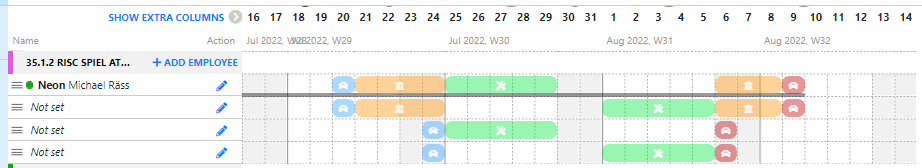 SHOW EXTRA COLUMNS 16 17 18 19 20 21 22 23 24 25 26 27 28 29 30 31 1 2 3 4 5 6 7 8 9 10 11 12 13 14
Name Action Jul 2022, W28 Jul 2022, W29 Jul 2022, W30 Aug 2022, W31 Aug 2022, W32
35.1.2 RISC SPIEL AT... + ADD EMPLOYEE
Neon Michael Räss
Not set
Not set
Not set